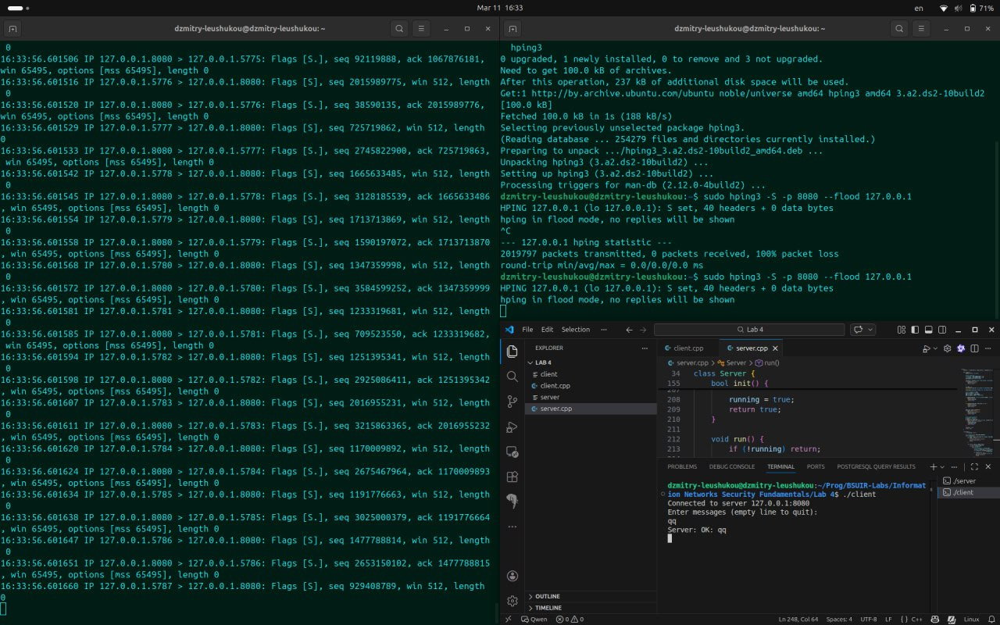 Mar 11 16:33
en
71%
dzmitry-leushukou@dzmitry-leushukou: ~
0
16:33:56.601506 IP 127.0.0.1.8080 > 127.0.0.1.5775: Flags [S.], seq 92119888, ack 1067876181,
win 65495, options [mss 65495], length 0
16:33:56.601516 IP 127.0.0.1.5776 > 127.0.0.1.8080: Flags [S], seq 2015989775, win 512, length
0
16:33:56.601520 IP 127.0.0.1.8080 > 127.0.0.1.5776: Flags [S.], seq 38590135, ack 2015989776,
win 65495, options [mss 65495], length 0
16:33:56.601529 IP 127.0.0.1.5777 > 127.0.0.1.8080: Flags [S], seq 725719862, win 512, length
0
16:33:56.601533 IP 127.0.0.1.8080 > 127.0.0.1.5777: Flags [S.], seq 2745822900, ack 725719863,
win 65495, options [mss 65495], length 0
16:33:56.601542 IP 127.0.0.1.5778 > 127.0.0.1.8080: Flags [S], seq 1665633485, win 512, length
0
16:33:56.601545 IP 127.0.0.1.8080 > 127.0.0.1.5778: Flags [S.], seq 3128185539, ack 1665633486
, win 65495, options [mss 65495], length 0
16:33:56.601554 IP 127.0.0.1.5779 > 127.0.0.1.8080: Flags [S], seq 1713713869, win 512, length
0
16:33:56.601558 IP 127.0.0.1.8080 > 127.0.0.1.5779: Flags [S.], seq 1590197072, ack 1713713870
, win 65495, options [mss 65495], length 0
16:33:56.601568 IP 127.0.0.1.5780 > 127.0.0.1.8080: Flags [S], seq 1347359998, win 512, length
0
16:33:56.601572 IP 127.0.0.1.8080 > 127.0.0.1.5780: Flags [S.], seq 3584599252, ack 1347359999
, win 65495, options [mss 65495], length 0
16:33:56.601581 IP 127.0.0.1.5781 > 127.0.0.1.8080: Flags [S], seq 1233319681, win 512, length
0
16:33:56.601585 IP 127.0.0.1.8080 > 127.0.0.1.5781: Flags [S.], seq 709523550, ack 1233319682,
win 65495, options [mss 65495], length 0
16:33:56.601594 IP 127.0.0.1.5782 > 127.0.0.1.8080: Flags [S], seq 1251395341, win 512, length
0
16:33:56.601598 IP 127.0.0.1.8080 > 127.0.0.1.5782: Flags [S.], seq 2925086411, ack 1251395342
, win 65495, options [mss 65495], length 0
16:33:56.601607 IP 127.0.0.1.5783 > 127.0.0.1.8080: Flags [S], seq 2016955231, win 512, length
0
16:33:56.601611 IP 127.0.0.1.8080 > 127.0.0.1.5783: Flags [S.], seq 3215863365, ack 2016955232
, win 65495, options [mss 65495], length 0
16:33:56.601620 IP 127.0.0.1.5784 > 127.0.0.1.8080: Flags [S], seq 1170009892, win 512, length
0
16:33:56.601624 IP 127.0.0.1.8080 > 127.0.0.1.5784: Flags [S.], seq 2675467964, ack 1170009893
, win 65495, options [mss 65495], length 0
16:33:56.601634 IP 127.0.0.1.5785 > 127.0.0.1.8080: Flags [S], seq 1191776663, win 512, length
0
16:33:56.601638 IP 127.0.0.1.8080 > 127.0.0.1.5785: Flags [S.], seq 3025000379, ack 1191776664
, win 65495, options [mss 65495], length 0
16:33:56.601647 IP 127.0.0.1.5786 > 127.0.0.1.8080: Flags [S], seq 1477788814, win 512, length
0
16:33:56.601651 IP 127.0.0.1.8080 > 127.0.0.1.5786: Flags [S.], seq 2653150102, ack 1477788815
, win 65495, options [mss 65495], length 0
16:33:56.601660 IP 127.0.0.1.5787 > 127.0.0.1.8080: Flags [S], seq 929408789, win 512, length
0
dzmitry-leushukou@dzmitry-leushukou: ~
hping3
0 upgraded, 1 newly installed, 0 to remove and 3 not upgraded.
Need to get 100.0 kB of archives.
After this operation, 237 kB of additional disk space will be used.
Get:1 http://by.archive.ubuntu.com/ubuntu noble/universe amd64 hping3 amd64 3.a2.ds2-10build2
[100.0 kB]
Fetched 100.0 kB in 1s (188 kB/s)
Selecting previously unselected package hping3.
(Reading database ... 254279 files and directories currently installed.)
Preparing to unpack .../hping3_3.a2.ds2-10build2_amd64.deb ...
Unpacking hping3 (3.a2.ds2-10build2) ...
Setting up hping3 (3.a2.ds2-10build2) ...
Processing triggers for man-db (2.12.0-4build2) ...
dzmitry-leushukou@dzmitry-leushukou:~$ sudo hping3 -S -p 8080 --flood 127.0.0.1
HPING 127.0.0.1 (lo 127.0.0.1): S set, 40 headers + 0 data bytes
hping in flood mode, no replies will be shown
^C
--- 127.0.0.1 hping statistic ---
2019797 packets transmitted, 0 packets received, 100% packet loss
round-trip min/avg/max = 0.0/0.0/0.0 ms
dzmitry-leushukou@dzmitry-leushukou:~$ sudo hping3 -S -p 8080 --flood 127.0.0.1
HPING 127.0.0.1 (lo 127.0.0.1): S set, 40 headers + 0 data bytes
hping in flood mode, no replies will be shown
File Edit Selection ···
Lab 4
EXPLORER
LAB 4
client
client.cpp
server
server.cpp
OUTLINE
TIMELINE
client.cpp
server.cpp
server.cpp > Server > run()
34 class Server {
155 bool init() {
208 running = true;
209 return true;
210 }
211
212 void run() {
213 if (!running) return;
PROBLEMS DEBUG CONSOLE TERMINAL PORTS POSTGRESQL QUERY RESULTS
dzmitry-leushukou@dzmitry-leushukou:~/Prog/BSUIR-Labs/Informat
ion Networks Security Fundamentals/Lab 4$ ./client
Connected to server 127.0.0.1:8080
Enter messages (empty line to quit):
qq
Server: OK: qq
./server
./client
Qwen 0 0
Ln 248, Col 64 Spaces: 4 UTF-8 LF { } C++ Linux